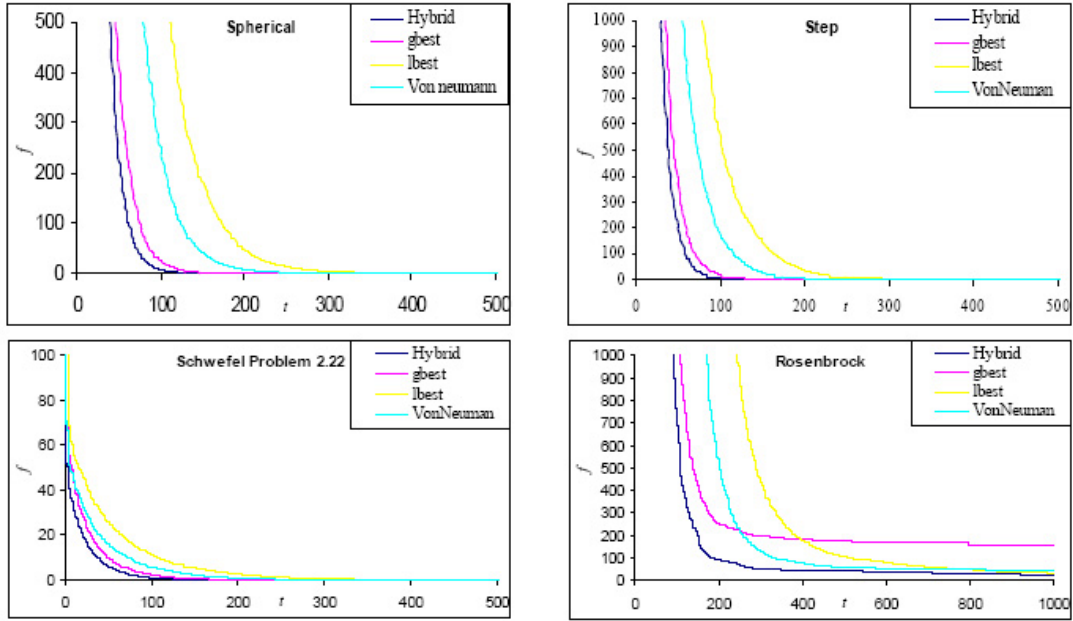 Spherical
Hybrid
gbest
lbest
Von neumann
500
400
300
200
100
0
f
0 100 200 300 400 500
t
Step
Hybrid
gbest
lbest
VonNeuman
1000
900
800
700
600
500
400
300
200
100
0
f
0 100 200 300 400 500
t
Schwefel Problem 2.22
Hybrid
gbest
lbest
VonNeuman
100
80
60
40
20
0
f
0 100 200 300 400 500
t
Rosenbrock
Hybrid
gbest
lbest
VonNeuman
1000
900
800
700
600
500
400
300
200
100
0
f
0 200 400 600 800 1000
t